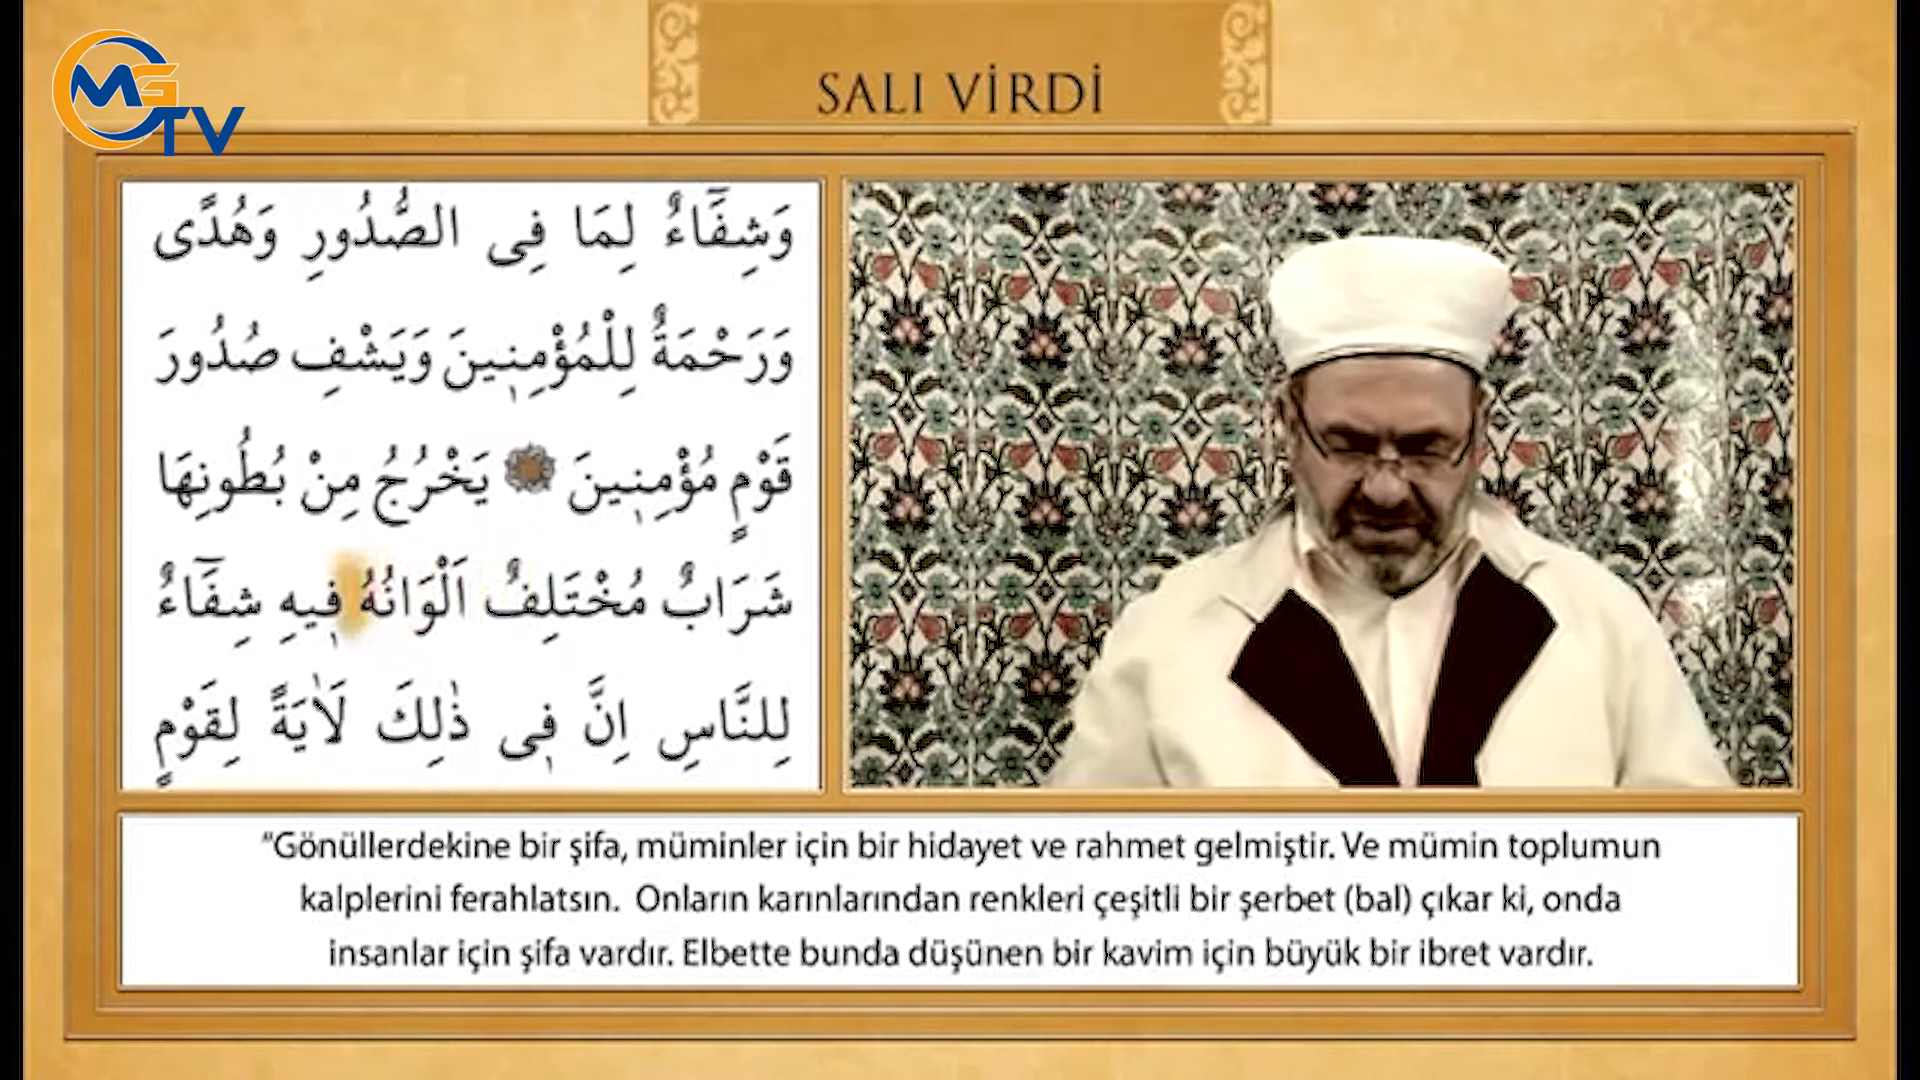 MG TV
SALI VİRDİ
وَشِفَٓاءٌ لِمَا فِى الصُّدُورِ وَهُدًى
وَرَحْمَةٌ لِلْمُؤْمِنٖينَ وَيَشْفِ صُدُورَ
قَوْمٍ مُؤْمِنٖينَ يَخْرُجُ مِنْ بُطُونِهَا
شَرَابٌ مُخْتَلِفٌ اَلْوَانُهُ فٖيهِ شِفَٓاءٌ
لِلنَّاسِ اِنَّ فٖى ذٰلِكَ لَاٰيَةً لِقَوْمٍ
“Gönüllerdekine bir şifa, müminler için bir hidayet ve rahmet gelmiştir. Ve mümin toplumun
kalplerini ferahlatsın. Onların karınlarından renkleri çeşitli bir şerbet (bal) çıkar ki, onda
insanlar için şifa vardır. Elbette bunda düşünen bir kavim için büyük bir ibret vardır.